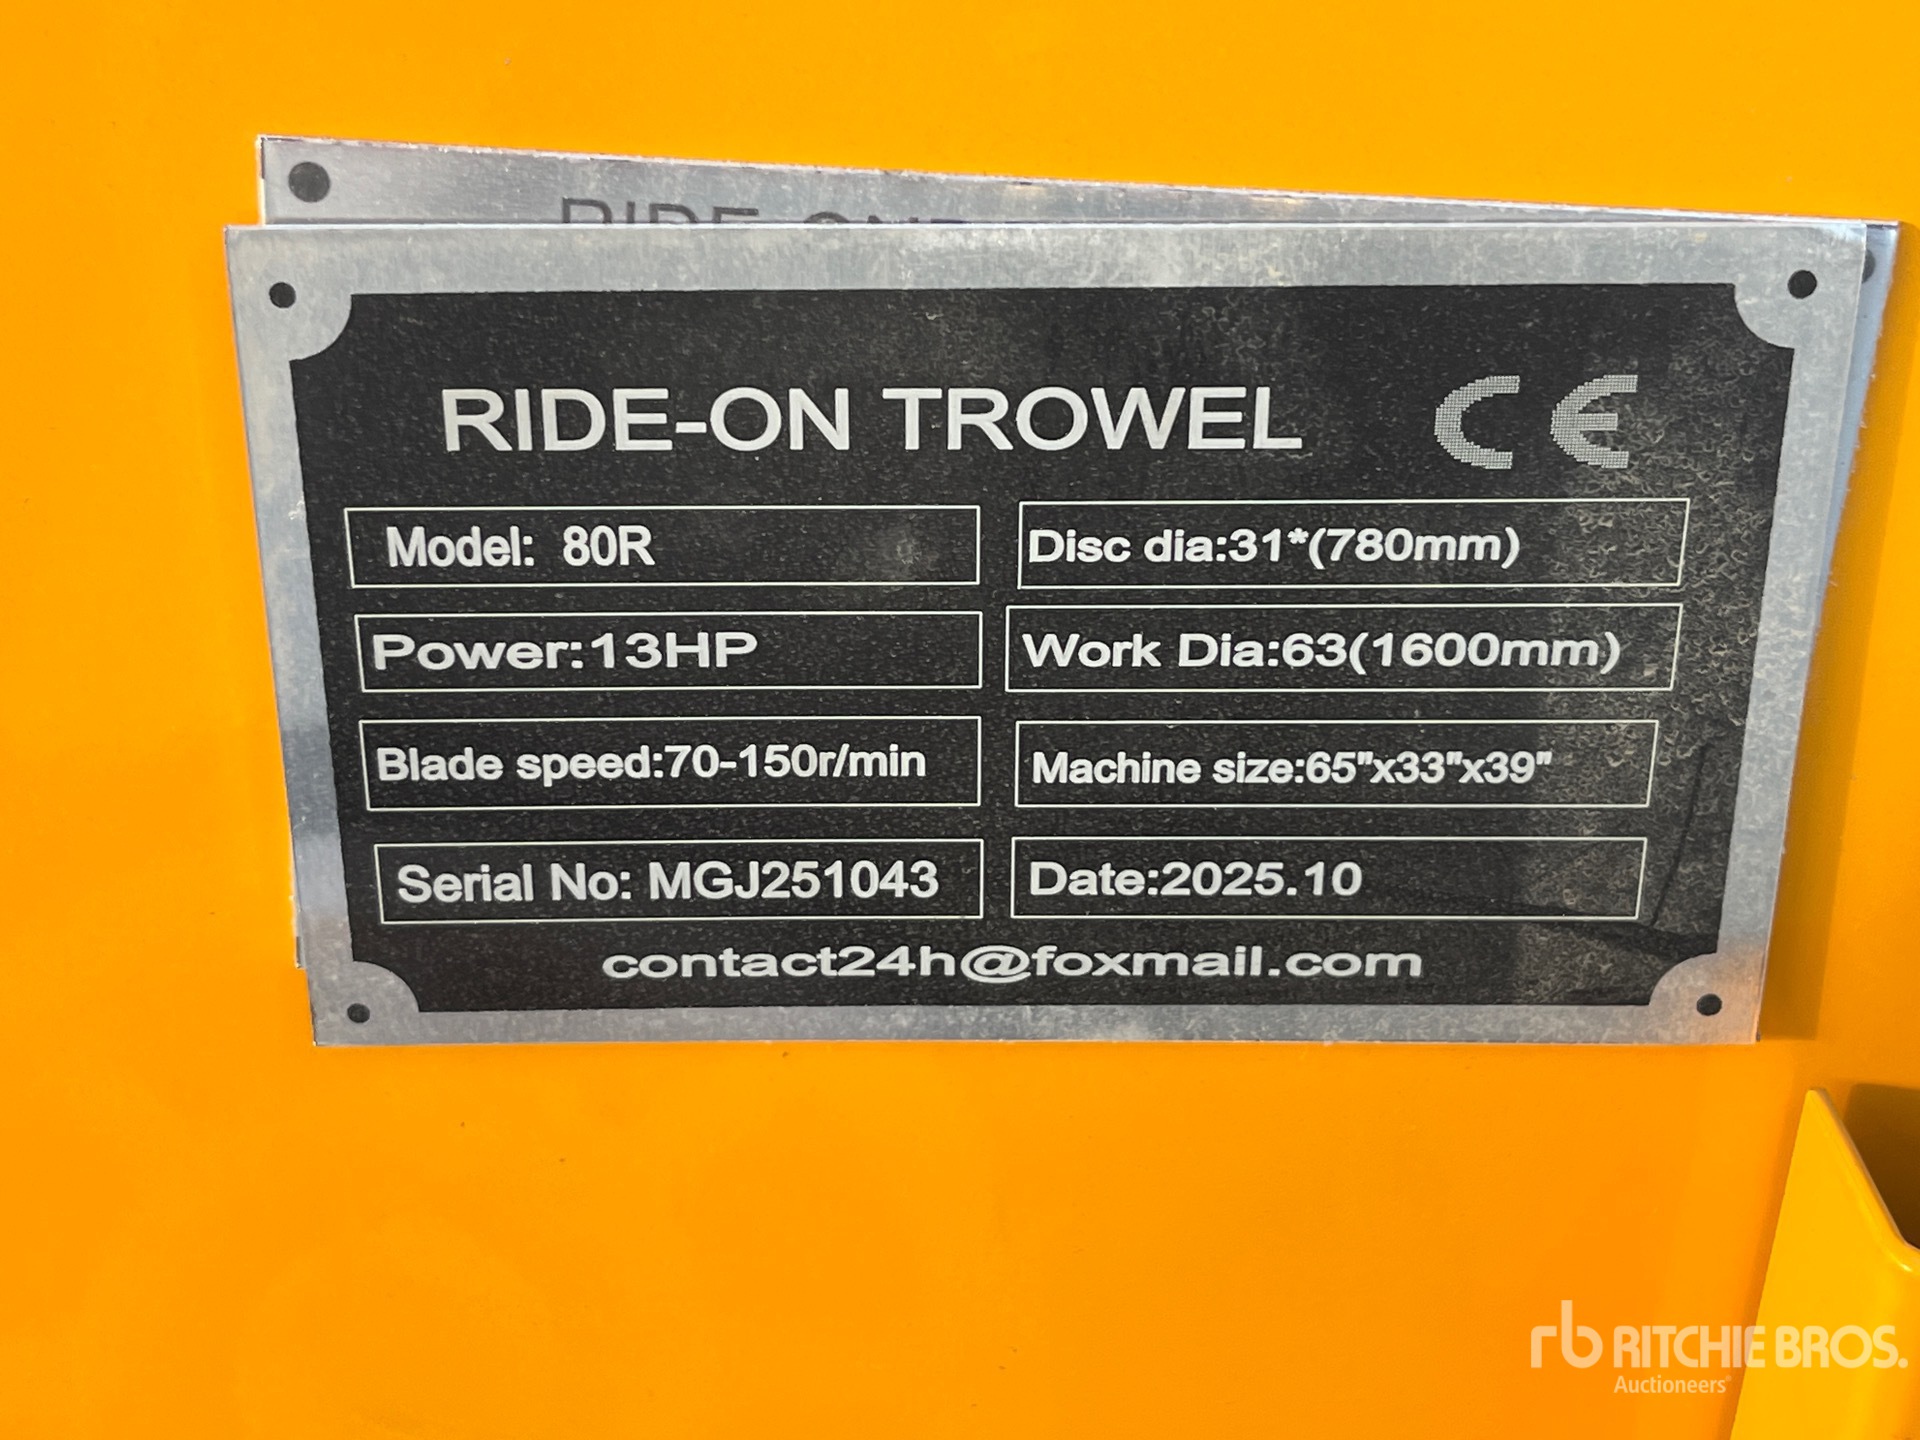 RIDE-ON TROWEL CE
Model: 80R
Disc dia:31*(780mm)
Power:13HP
Work Dia:63(1600mm)
Blade speed:70-150r/min
Machine size:65"x33"x39"
Serial No: MGJ251043
Date:2025.10
contact24h@foxmail.com
rb RITCHIE BROS.
Auctioneers